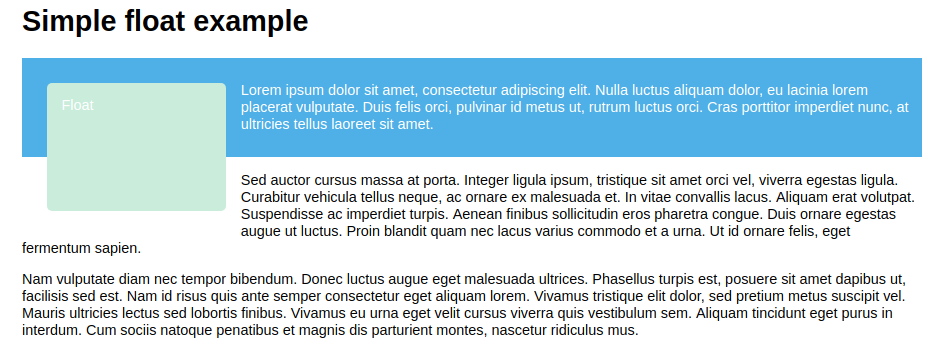 Simple float example
Float
Lorem ipsum dolor sit amet, consectetur adipiscing elit. Nulla luctus aliquam dolor, eu lacinia lorem
placerat vulputate. Duis felis orci, pulvinar id metus ut, rutrum luctus orci. Cras porttitor imperdiet nunc, at
ultricies tellus laoreet sit amet.
Sed auctor cursus massa at porta. Integer ligula ipsum, tristique sit amet orci vel, viverra egestas ligula.
Curabitur vehicula tellus neque, ac ornare ex malesuada et. In vitae convallis lacus. Aliquam erat volutpat.
Suspendisse ac imperdiet turpis. Aenean finibus sollicitudin eros pharetra congue. Duis ornare egestas
augue ut luctus. Proin blandit quam nec lacus varius commodo et a urna. Ut id ornare felis, eget
fermentum sapien.
Nam vulputate diam nec tempor bibendum. Donec luctus augue eget malesuada ultrices. Phasellus turpis est, posuere sit amet dapibus ut,
facilisis sed est. Nam id risus quis ante semper consectetur eget aliquam lorem. Vivamus tristique elit dolor, sed pretium metus suscipit vel.
Mauris ultricies lectus sed lobortis finibus. Vivamus eu urna eget velit cursus viverra quis vestibulum sem. Aliquam tincidunt eget purus in
interdum. Cum sociis natoque penatibus et magnis dis parturient montes, nascetur ridiculus mus.